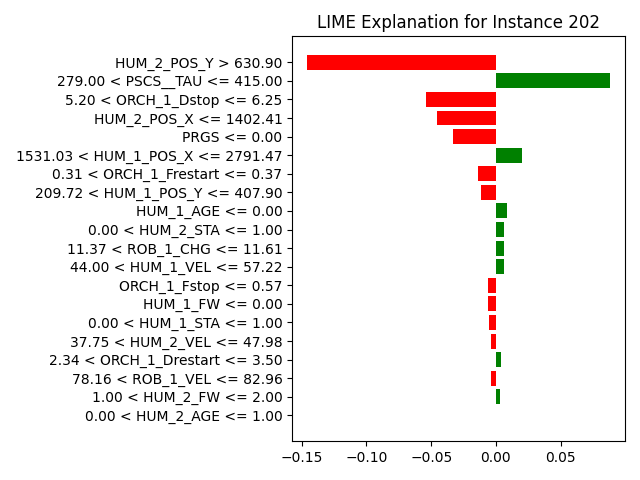 LIME Explanation for Instance 202
HUM_2_POS_Y > 630.90
279.00 < PSCS__TAU <= 415.00
5.20 < ORCH_1_Dstop <= 6.25
HUM_2_POS_X <= 1402.41
PRGS <= 0.00
1531.03 < HUM_1_POS_X <= 2791.47
0.31 < ORCH_1_Frestart <= 0.37
209.72 < HUM_1_POS_Y <= 407.90
HUM_1_AGE <= 0.00
0.00 < HUM_2_STA <= 1.00
11.37 < ROB_1_CHG <= 11.61
44.00 < HUM_1_VEL <= 57.22
ORCH_1_Fstop <= 0.57
HUM_1_FW <= 0.00
0.00 < HUM_1_STA <= 1.00
37.75 < HUM_2_VEL <= 47.98
2.34 < ORCH_1_Drestart <= 3.50
78.16 < ROB_1_VEL <= 82.96
1.00 < HUM_2_FW <= 2.00
0.00 < HUM_2_AGE <= 1.00
−0.15 −0.10 −0.05 0.00 0.05